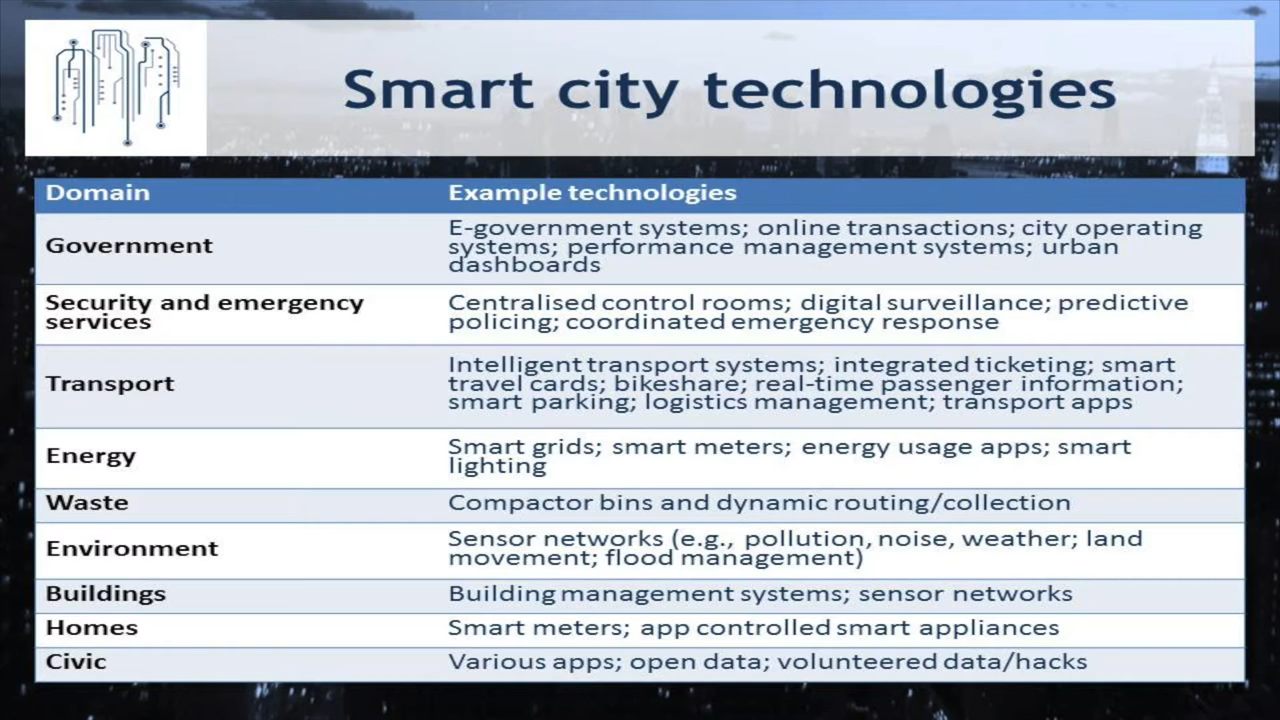 Smart city technologies
Domain
Example technologies
Government
E-government systems; online transactions; city operating
systems; performance management systems; urban
dashboards
Security and emergency
services
Centralised control rooms; digital surveillance; predictive
policing; coordinated emergency response
Transport
Intelligent transport systems; integrated ticketing; smart
travel cards; bikeshare; real-time passenger information;
smart parking; logistics management; transport apps
Energy
Smart grids; smart meters; energy usage apps; smart
lighting
Waste
Compactor bins and dynamic routing/collection
Environment
Sensor networks (e.g., pollution, noise, weather; land
movement; flood management)
Buildings
Building management systems; sensor networks
Homes
Smart meters; app controlled smart appliances
Civic
Various apps; open data; volunteered data/hacks